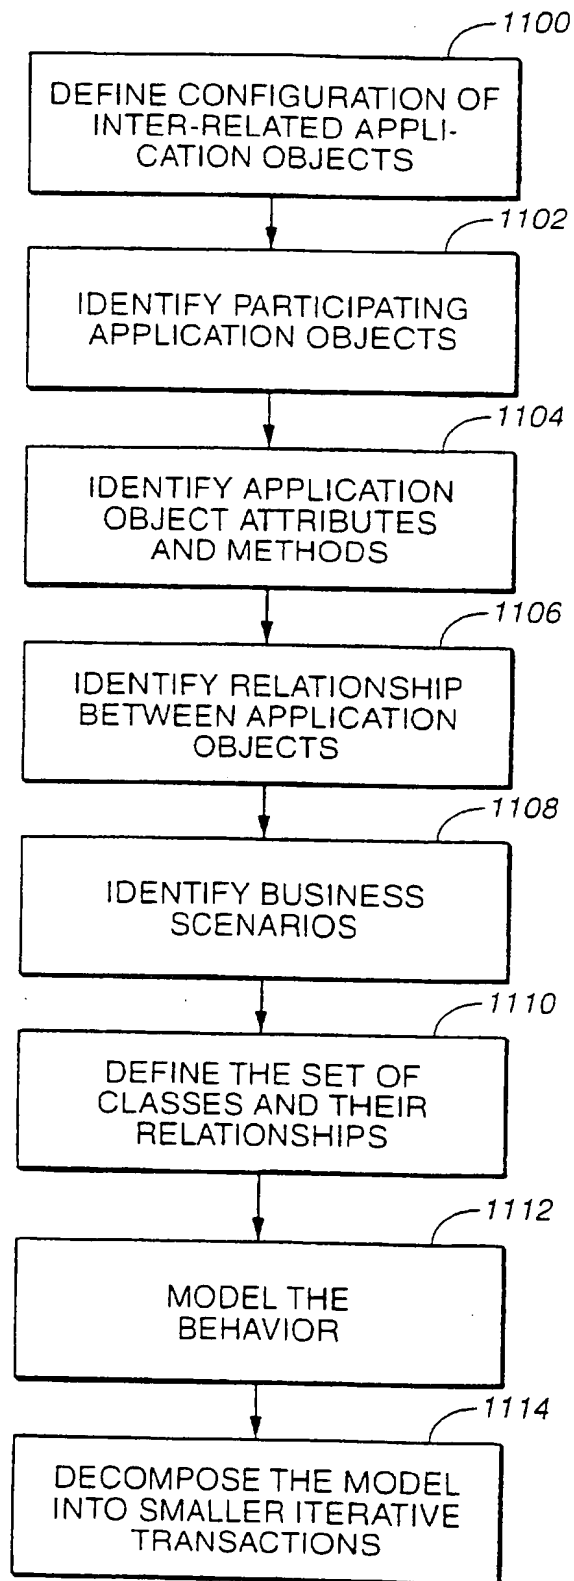 1100
DEFINE CONFIGURATION OF
INTER-RELATED APPLI-
CATION OBJECTS
1102
IDENTIFY PARTICIPATING
APPLICATION OBJECTS
1104
IDENTIFY APPLICATION
OBJECT ATTRIBUTES
AND METHODS
1106
IDENTIFY RELATIONSHIP
BETWEEN APPLICATION
OBJECTS
1108
IDENTIFY BUSINESS
SCENARIOS
1110
DEFINE THE SET OF
CLASSES AND THEIR
RELATIONSHIPS
1112
MODEL THE
BEHAVIOR
1114
DECOMPOSE THE MODEL
INTO SMALLER ITERATIVE
TRANSACTIONS